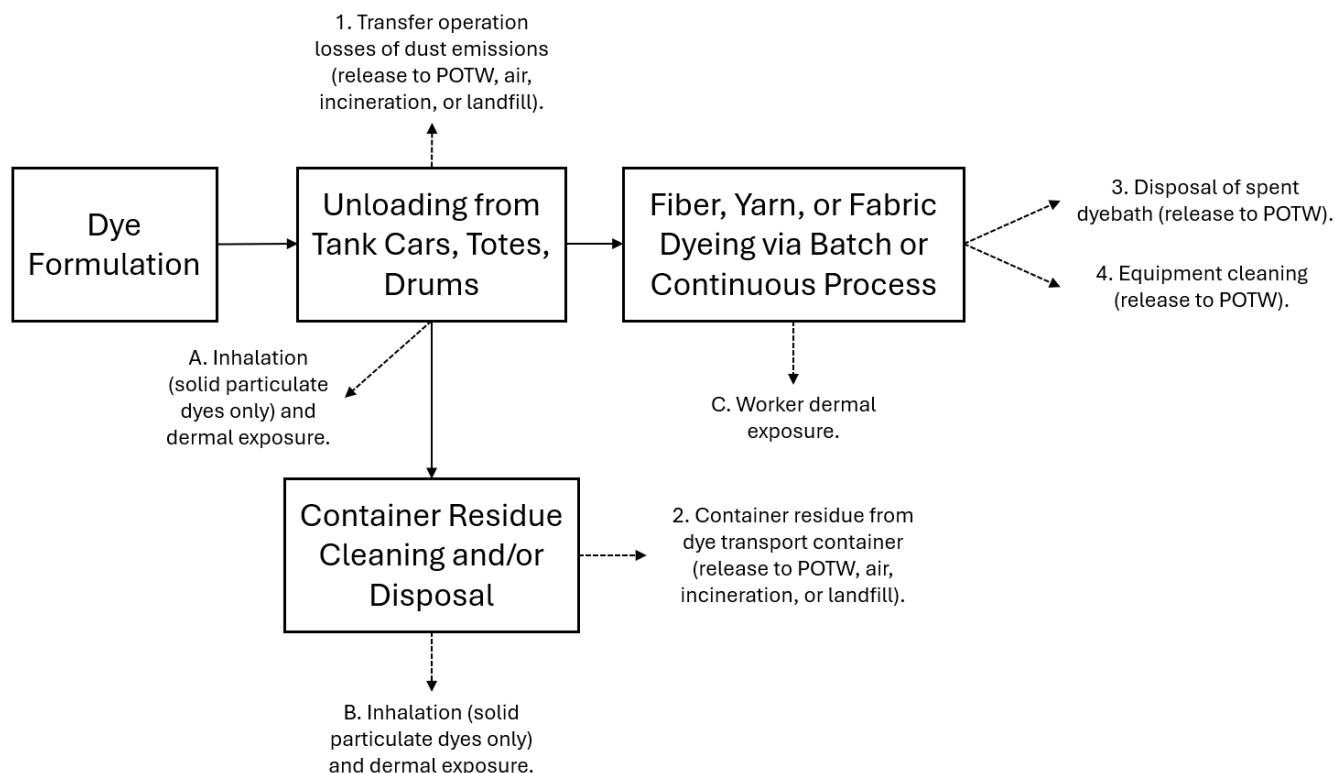 1. Transfer operation
losses of dust emissions
(release to POTW, air,
incineration, or landfill).
Dye
Formulation
Unloading from
Tank Cars, Totes,
Drums
Fiber, Yarn, or Fabric
Dyeing via Batch or
Continuous Process
3. Disposal of spent
dyebath (release to POTW).
4. Equipment cleaning
(release to POTW).
A. Inhalation
(solid particulate
dyes only) and
dermal exposure.
C. Worker dermal
exposure.
Container Residue
Cleaning and/or
Disposal
2. Container residue from
dye transport container
(release to POTW, air,
incineration, or landfill).
B. Inhalation (solid
particulate dyes only)
and dermal exposure.